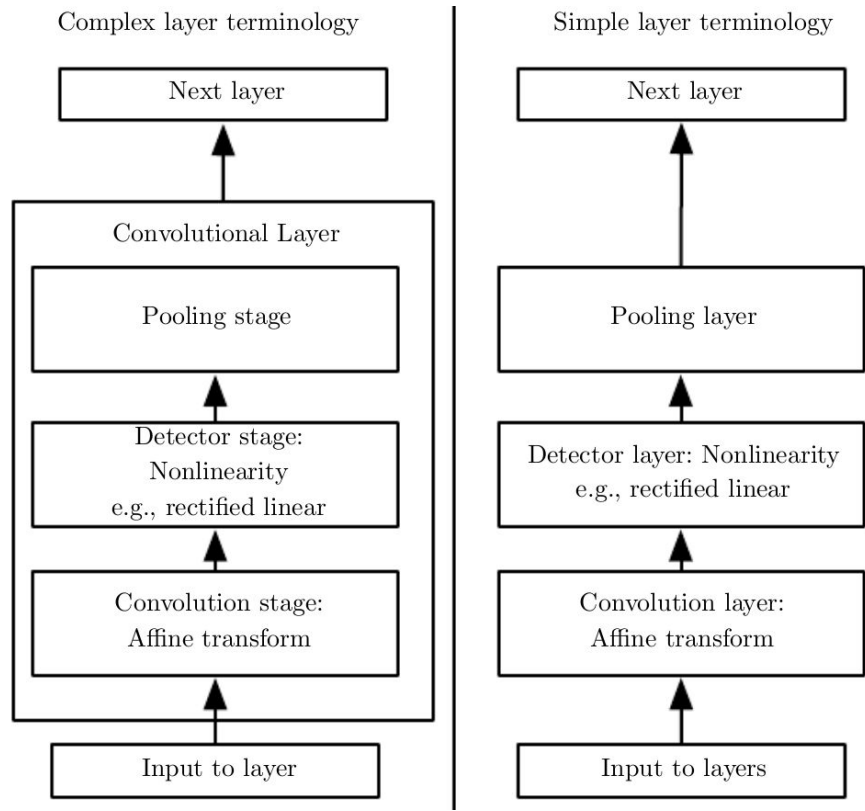 Complex layer terminology
Next layer
Convolutional Layer
Pooling stage
Detector stage:
Nonlinearity
e.g., rectified linear
Convolution stage:
Affine transform
Input to layer
Simple layer terminology
Next layer
Pooling layer
Detector layer: Nonlinearity
e.g., rectified linear
Convolution layer:
Affine transform
Input to layers